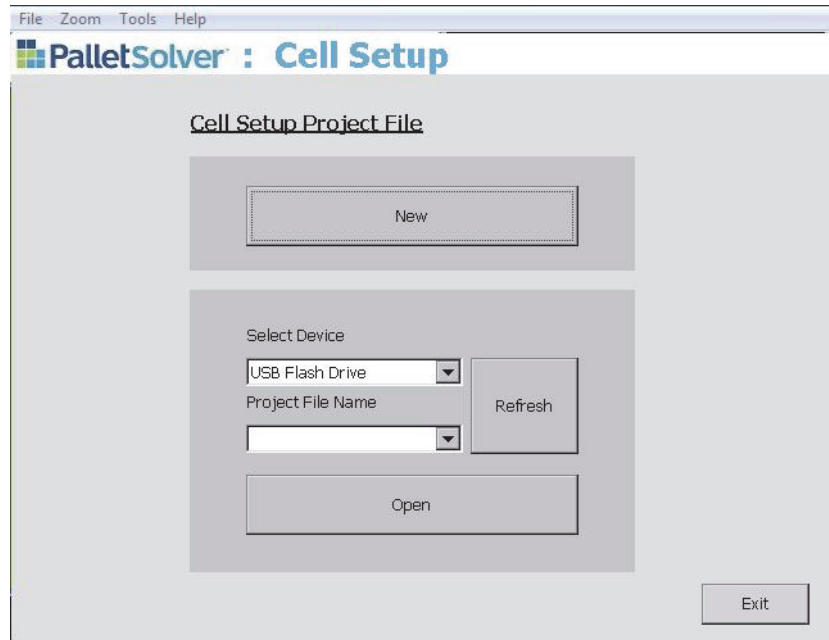 File Zoom Tools Help
PalletSolver : Cell Setup
Cell Setup Project File
New
Select Device
USB Flash Drive
Project File Name
Refresh
Open
Exit